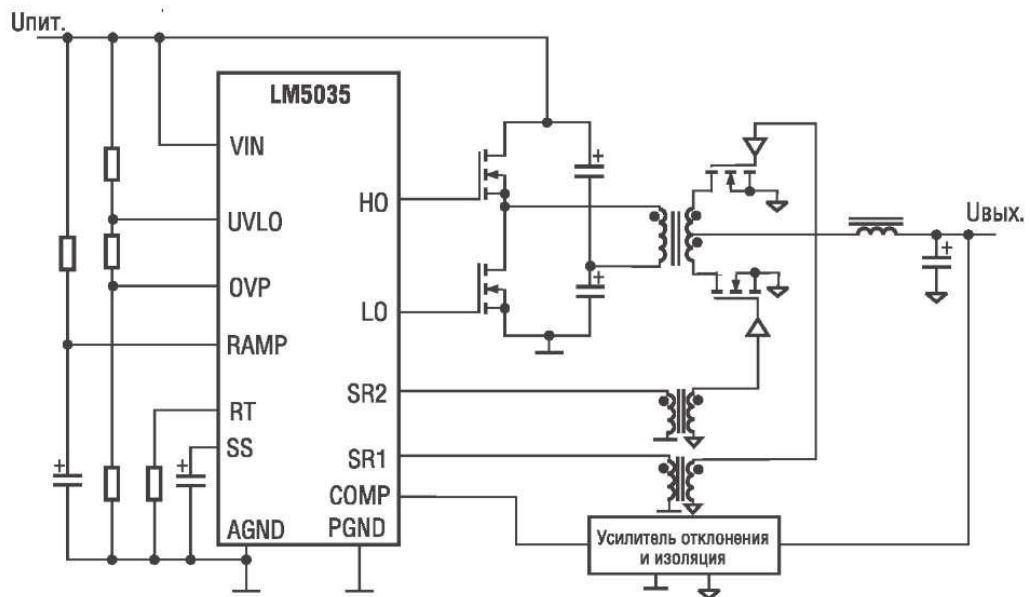 Uпит.
LM5035
VIN
UVLO
OVP
RAMP
RT
SS
AGND
HO
LO
SR2
SR1
COMP
PGND
Uвых.
Усилитель отклонения
и изоляция
+
+
+
+
+